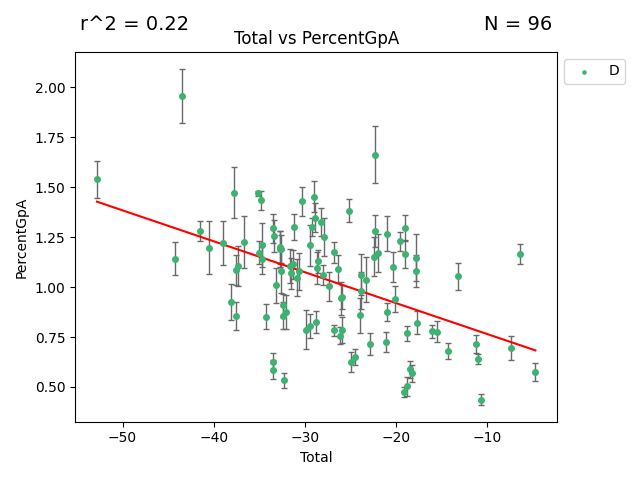 r^2 = 0.22 N = 96
Total vs PercentGpA
D
2.00
1.75
1.50
1.25
1.00
0.75
0.50
PercentGpA
−50 −40 −30 −20 −10
Total